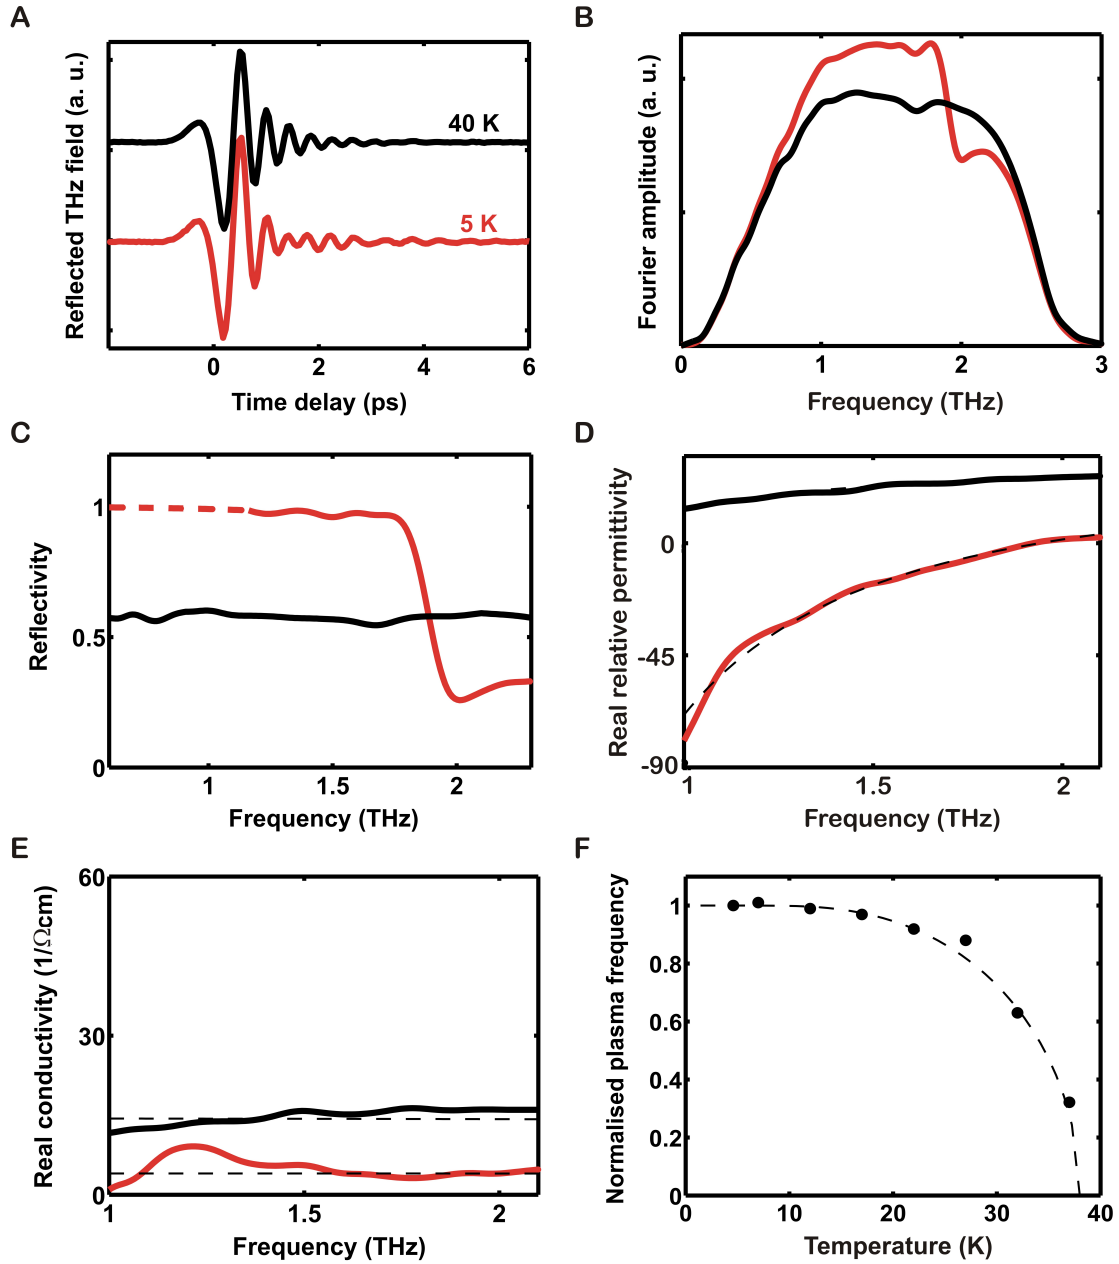 A
Reflected THz field (a. u.)
40 K
5 K
0 2 4 6
Time delay (ps)
B
Fourier amplitude (a. u.)
0 1 2 3
Frequency (THz)
C
Reflectivity
1
0.5
0
1 1.5 2
Frequency (THz)
D
Real relative permittivity
0
-45
-90
1 1.5 2
Frequency (THz)
E
Real conductivity (1/Ωcm)
60
30
0
1 1.5 2
Frequency (THz)
F
Normalised plasma frequency
1
0.8
0.6
0.4
0.2
0
0 10 20 30 40
Temperature (K)